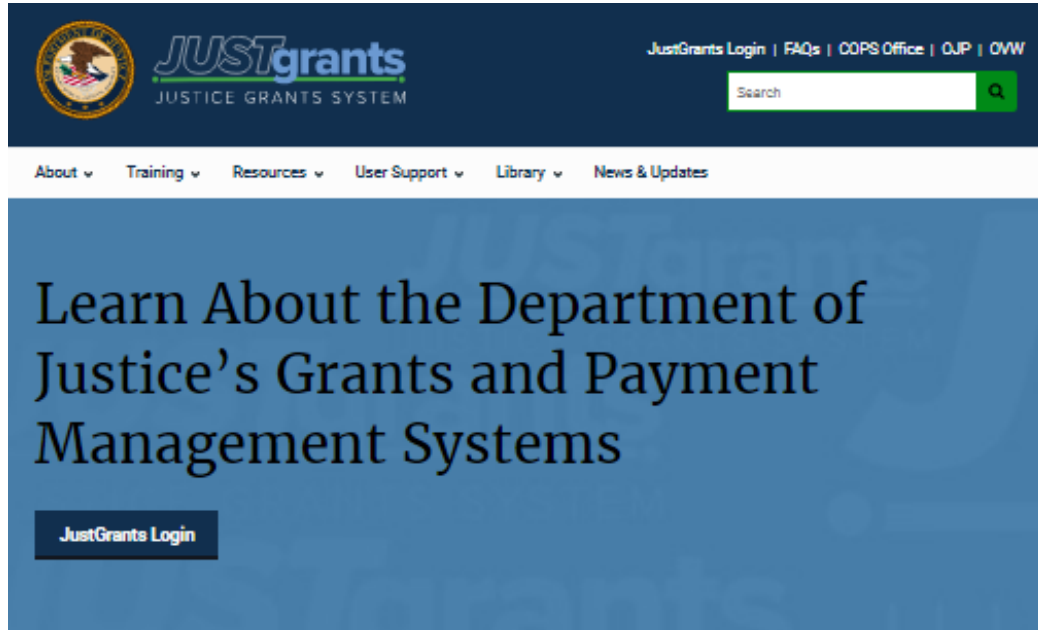 JUSTgrants
JUSTICE GRANTS SYSTEM
JustGrants Login | FAQs | COPS Office | OJP | OVW
Search
About Training Resources User Support Library News & Updates
Learn About the Department of
Justice’s Grants and Payment
Management Systems
JustGrants Login